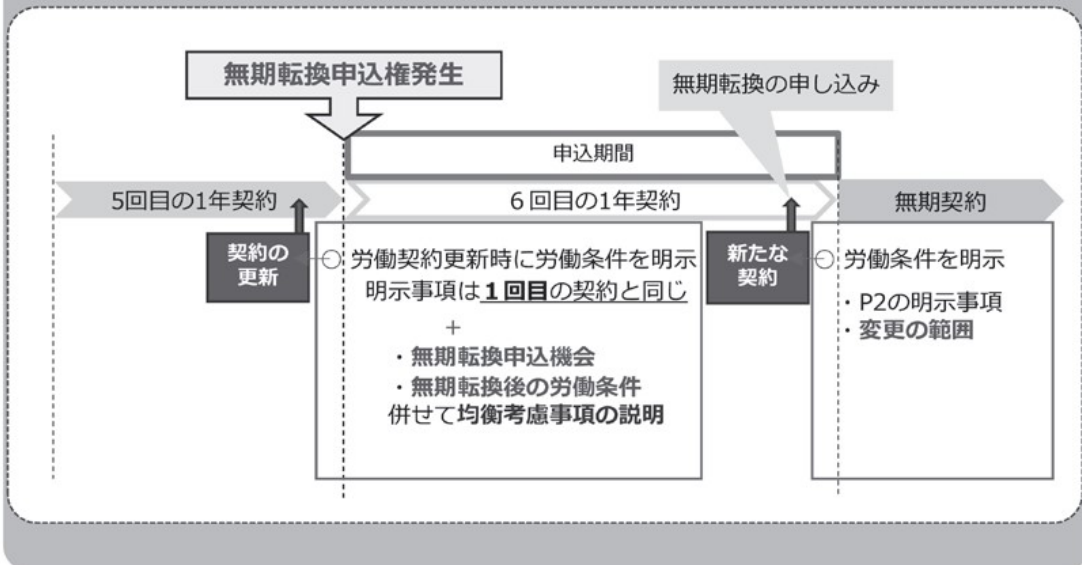 無期転換申込権発生
無期転換の申し込み
申込期間
5回目の1年契約
6回目の1年契約
無期契約
契約の
更新
○ 労働契約更新時に労働条件を明示
明示事項は１回目の契約と同じ
+
・無期転換申込機会
・無期転換後の労働条件
併せて均衡考慮事項の説明
新たな
契約
○ 労働条件を明示
・P2の明示事項
・変更の範囲